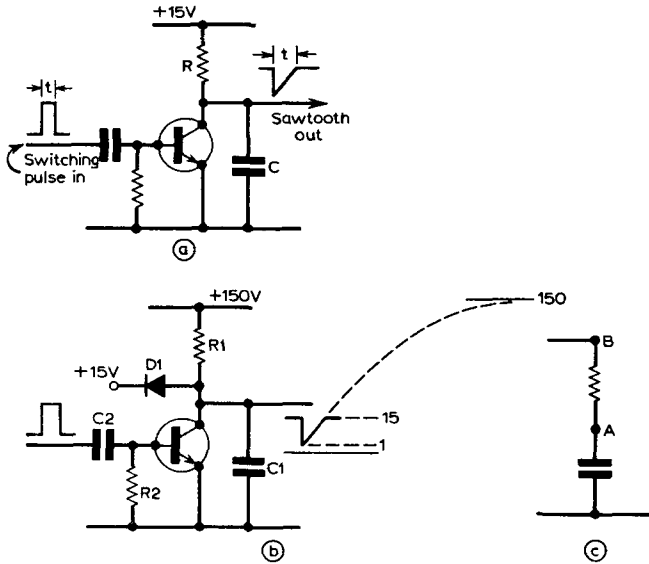 +15V
R
t
t
Sawtooth
out
Switching
pulse in
C
a
+150V
R1
+15V
D1
C2
15
1
C1
R2
b
150
B
A
c